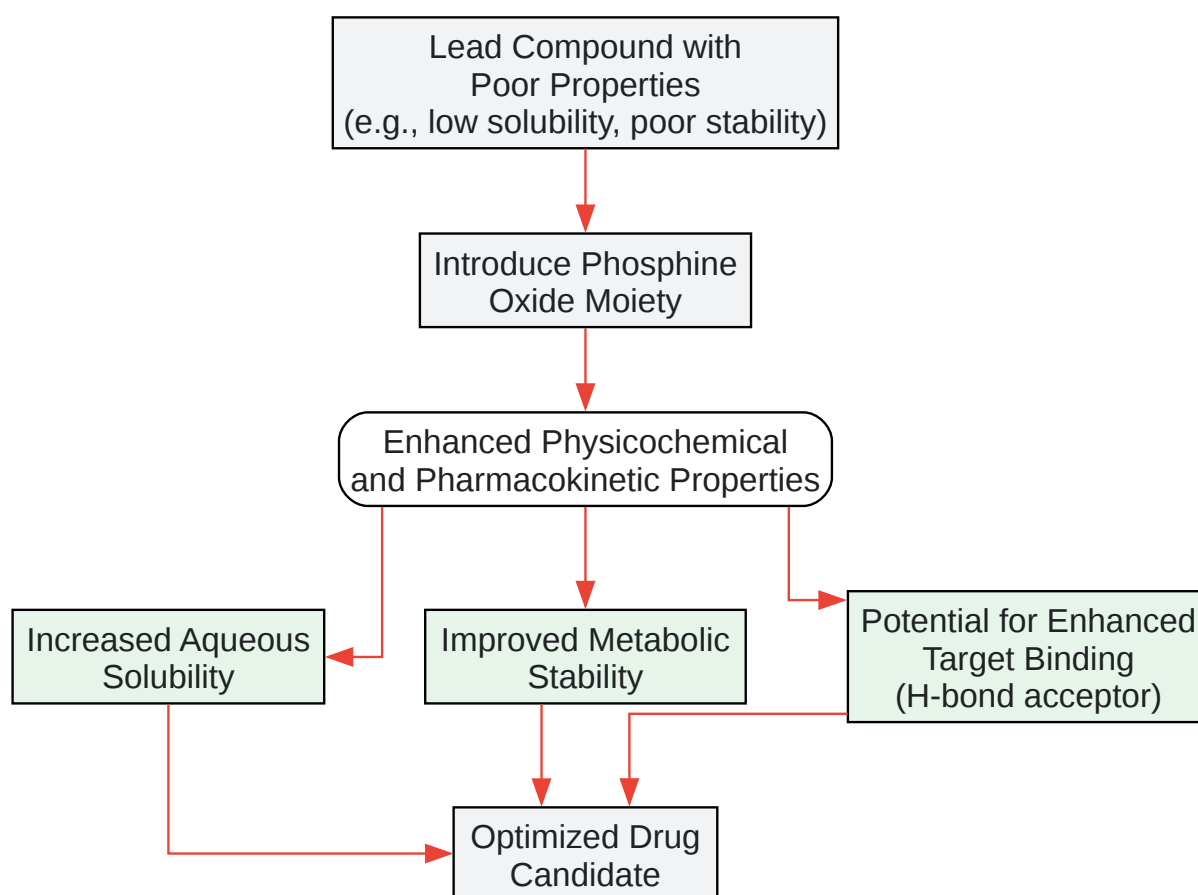 Lead Compound with
Poor Properties
(e.g., low solubility, poor stability)
Introduce Phosphine
Oxide Moiety
Enhanced Physicochemical
and Pharmacokinetic Properties
Increased Aqueous
Solubility
Improved Metabolic
Stability
Potential for Enhanced
Target Binding
(H-bond acceptor)
Optimized Drug
Candidate